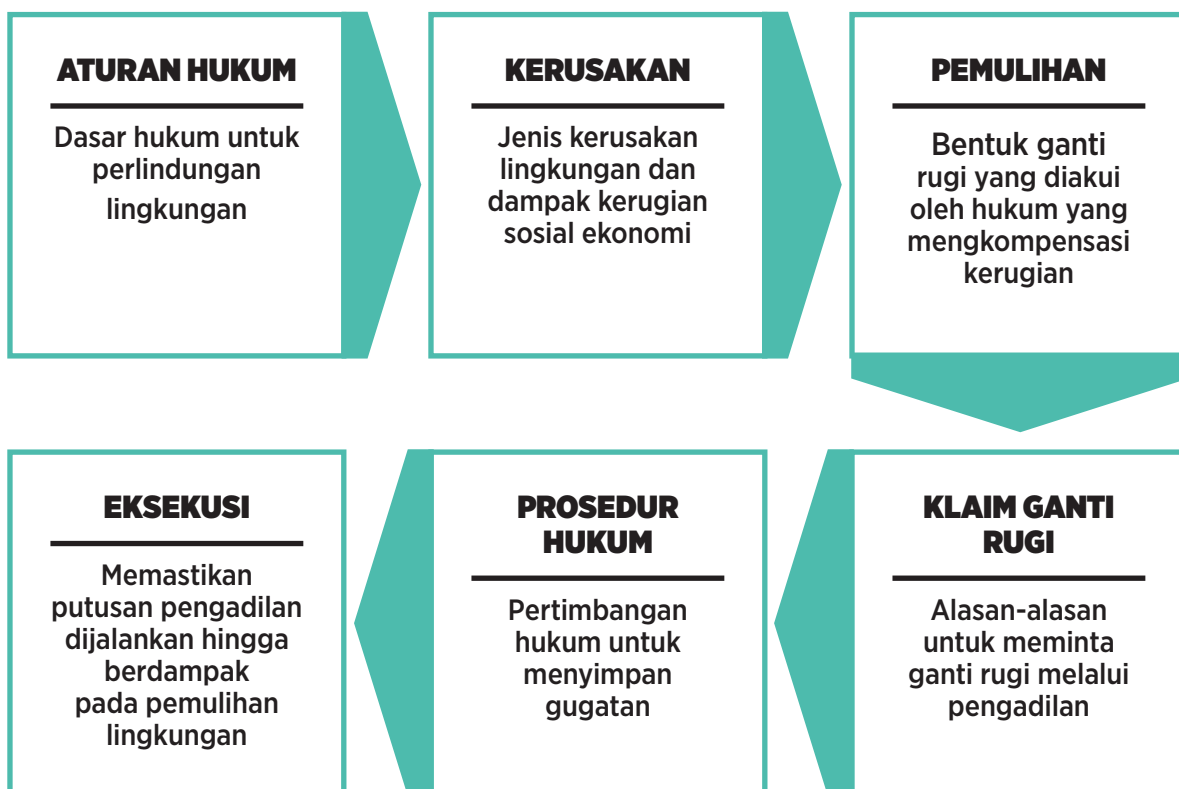 ATURAN HUKUM
Dasar hukum untuk
perlindungan
lingkungan
KERUSAKAN
Jenis kerusakan
lingkungan dan
dampak kerugian
sosial ekonomi
PEMULIHAN
Bentuk ganti
rugi yang diakui
oleh hukum yang
mengkompensasi
kerugian
KLAIM GANTI
RUGI
Alasan-alasan
untuk meminta
ganti rugi melalui
pengadilan
PROSEDUR
HUKUM
Pertimbangan
hukum untuk
menyimpan
gugatan
EKSEKUSI
Memastikan
putusan pengadilan
dijalankan hingga
berdampak
pada pemulihan
lingkungan